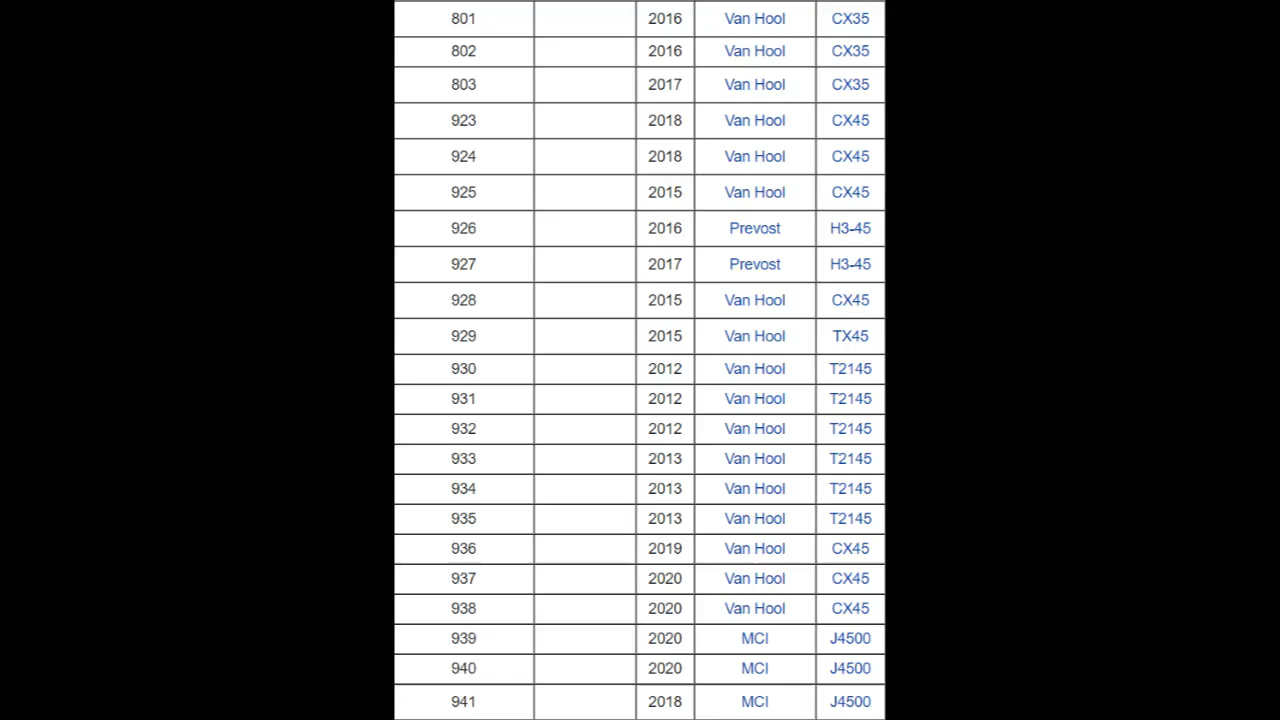 801 2016 Van Hool CX35
802 2016 Van Hool CX35
803 2017 Van Hool CX35
923 2018 Van Hool CX45
924 2018 Van Hool CX45
925 2015 Van Hool CX45
926 2016 Prevost H3-45
927 2017 Prevost H3-45
928 2015 Van Hool CX45
929 2015 Van Hool TX45
930 2012 Van Hool T2145
931 2012 Van Hool T2145
932 2012 Van Hool T2145
933 2013 Van Hool T2145
934 2013 Van Hool T2145
935 2013 Van Hool T2145
936 2019 Van Hool CX45
937 2020 Van Hool CX45
938 2020 Van Hool CX45
939 2020 MCI J4500
940 2020 MCI J4500
941 2018 MCI J4500